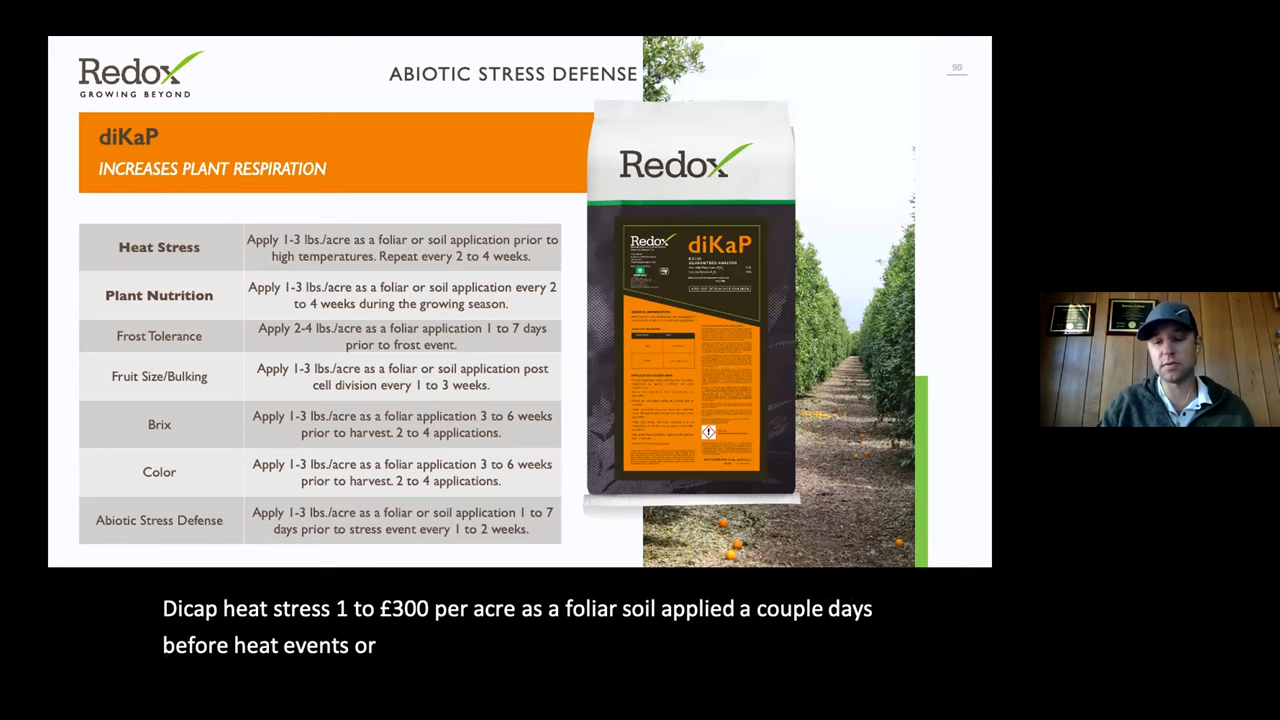 Redox
GROWING BEYOND
ABIOTIC STRESS DEFENSE
90
diKaP
INCREASES PLANT RESPIRATION
Heat Stress
Apply 1-3 lbs./acre as a foliar or soil application prior to
high temperatures. Repeat every 2 to 4 weeks.
Plant Nutrition
Apply 1-3 lbs./acre as a foliar or soil application every 2
to 4 weeks during the growing season.
Frost Tolerance
Apply 2-4 lbs./acre as a foliar application 1 to 7 days
prior to frost event.
Fruit Size/Bulking
Apply 1-3 lbs./acre as a foliar or soil application post
cell division every 1 to 3 weeks.
Brix
Apply 1-3 lbs./acre as a foliar application 3 to 6 weeks
prior to harvest. 2 to 4 applications.
Color
Apply 1-3 lbs./acre as a foliar application 3 to 6 weeks
prior to harvest. 2 to 4 applications.
Abiotic Stress Defense
Apply 1-3 lbs./acre as a foliar or soil application 1 to 7
days prior to stress event every 1 to 2 weeks.
Redox
Redox
diKaP
GUARANTEED ANALYSIS
KEEP OUT OF REACH OF CHILDREN
Dicap heat stress 1 to £300 per acre as a foliar soil applied a couple days
before heat events or